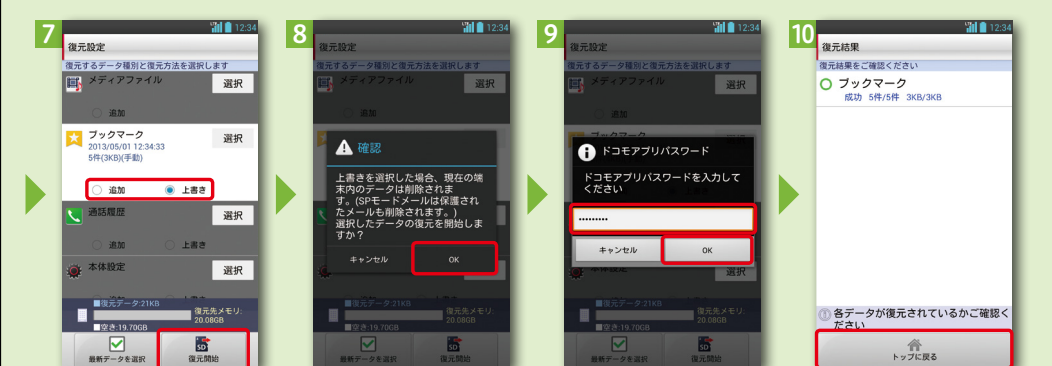 7
12:34
復元設定
復元するデータ種別と復元方法を選択します
メディアファイル
選択
追加
ブックマーク
選択
2013/05/01 12:34:33
5件(3KB)(手動)
追加
上書き
通話履歴
選択
追加
上書き
本体設定
選択
■復元データ:21KB
復元先メモリ:
20.08GB
■空き:19.70GB
最新データを選択
復元開始
8
12:34
復元設定
復元するデータ種別と復元方法を選択します
メディアファイル
選択
追加
確認
上書きを選択した場合、現在の端
末内のデータは削除されま
す。(SPモードメールは保護され
たメールも削除されます。)
選択したデータの復元を開始しま
すか?
キャンセル
OK
■復元データ:21KB
復元先メモリ:
20.08GB
■空き:19.70GB
最新データを選択
復元開始
9
12:34
復元設定
復元するデータ種別と復元方法を選択します
メディアファイル
選択
追加
ブックマーク
ドコモアプリパスワード
ドコモアプリパスワードを入力して
ください
•••••••••
キャンセル
OK
本体設定
選択
■復元データ:21KB
復元先メモリ:
20.08GB
■空き:19.70GB
最新データを選択
復元開始
10
12:34
復元結果
復元結果をご確認ください
ブックマーク
成功 5件/5件 3KB/3KB
各データが復元されているかご確認く
ださい
トップに戻る